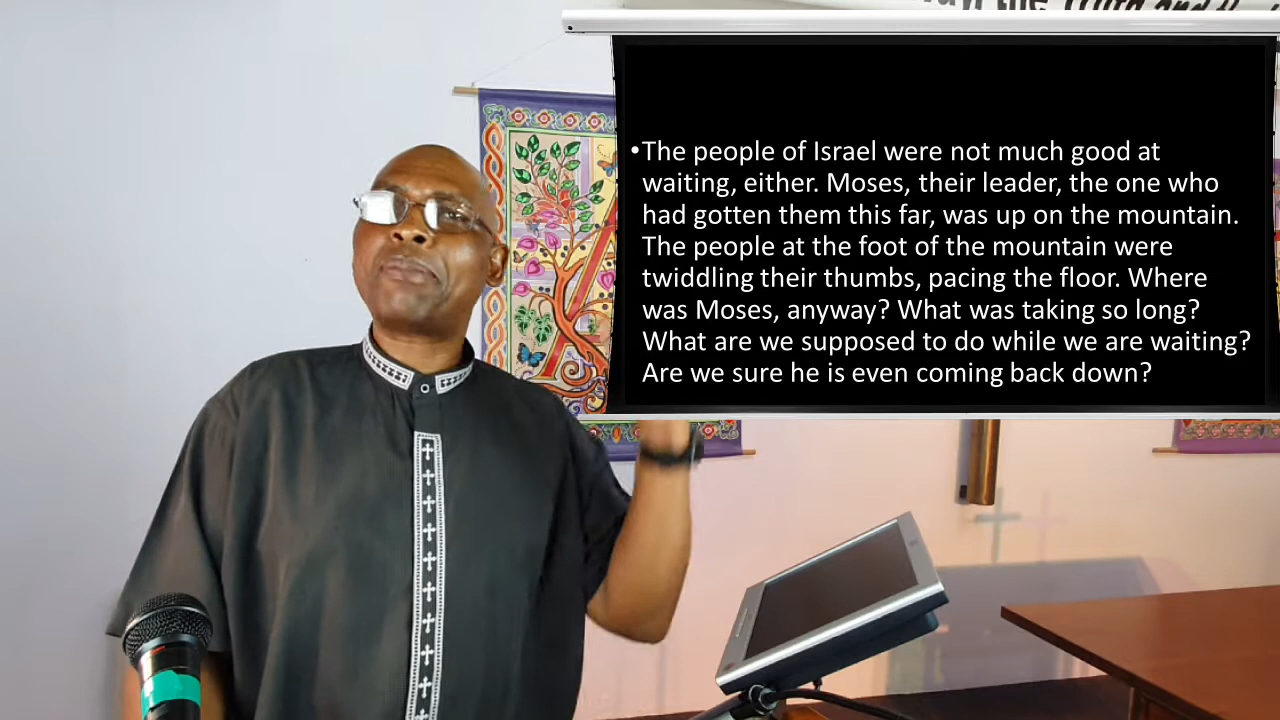 the Truth and
•The people of Israel were not much good at
waiting, either. Moses, their leader, the one who
had gotten them this far, was up on the mountain.
The people at the foot of the mountain were
twiddling their thumbs, pacing the floor. Where
was Moses, anyway? What was taking so long?
What are we supposed to do while we are waiting?
Are we sure he is even coming back down?